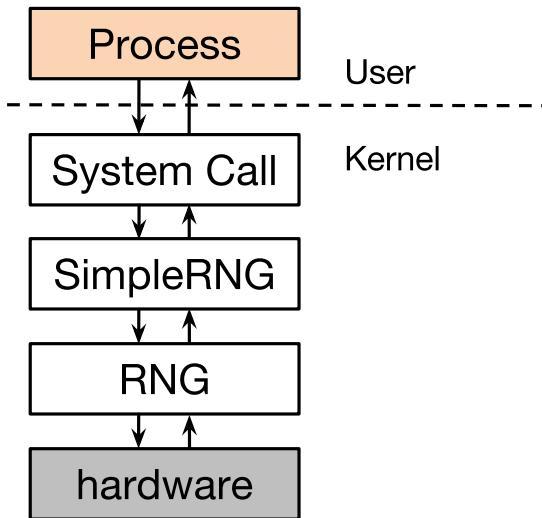 Process
User
Kernel
System Call
SimpleRNG
RNG
hardware